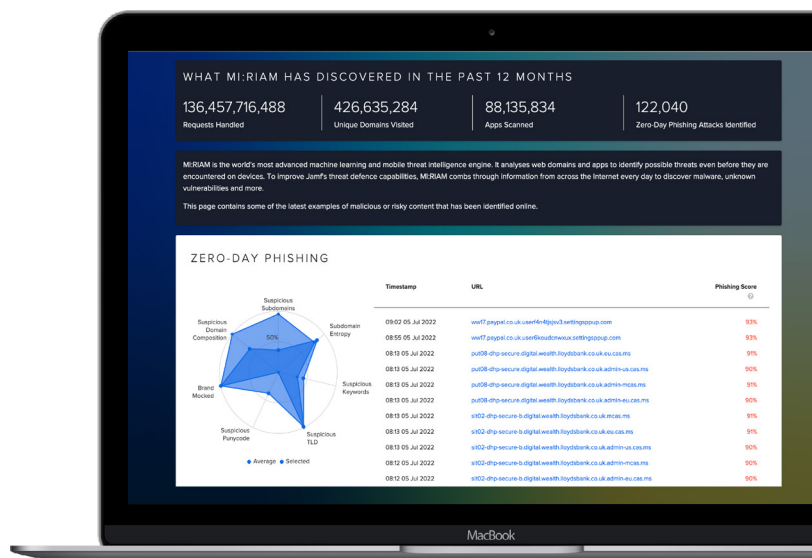 WHAT MI:RIAM HAS DISCOVERED IN THE PAST 12 MONTHS
136,457,716,488
Requests Handled
426,635,284
Unique Domains Visited
88,135,834
Apps Scanned
122,040
Zero-Day Phishing Attacks Identified
MI:RIAM is the world's most advanced machine learning and mobile threat intelligence engine. It analyses web domains and apps to identify possible threats even before they are
encountered on devices. To improve Jamf's threat defence capabilities, MI:RIAM combs through information from across the Internet every day to discover malware, unknown
vulnerabilities and more.
This page contains some of the latest examples of malicious or risky content that has been identified online.
ZERO-DAY PHISHING
Suspicious
Subdomains
Subdomain
Entropy
Suspicious
Keywords
Suspicious
TLD
Suspicious
Punycode
Brand
Mocked
Suspicious
Domain
Composition
50%
Average Selected
Timestamp URL Phishing Score
09:02 05 Jul 2022 ww17.paypal.co.uk.userf4n4tjsjsv3.settingsppup.com 93%
08:55 05 Jul 2022 ww17.paypal.co.uk.user6keudcnwxux.settingsppup.com 93%
08:13 05 Jul 2022 put08-dhp-secure.digital.wealth.lloydsbank.co.uk.eu.cas.ms 91%
08:13 05 Jul 2022 put08-dhp-secure.digital.wealth.lloydsbank.co.uk.admin-us.cas.ms 90%
08:13 05 Jul 2022 put08-dhp-secure.digital.wealth.lloydsbank.co.uk.admin-mcas.ms 91%
08:13 05 Jul 2022 put08-dhp-secure.digital.wealth.lloydsbank.co.uk.admin-eu.cas.ms 90%
08:13 05 Jul 2022 sit02-dhp-secure-b.digital.wealth.lloydsbank.co.uk.mcas.ms 91%
08:13 05 Jul 2022 sit02-dhp-secure-b.digital.wealth.lloydsbank.co.uk.eu.cas.ms 91%
08:13 05 Jul 2022 sit02-dhp-secure-b.digital.wealth.lloydsbank.co.uk.admin-us.cas.ms 90%
08:12 05 Jul 2022 sit02-dhp-secure-b.digital.wealth.lloydsbank.co.uk.admin-mcas.ms 90%
08:12 05 Jul 2022 sit02-dhp-secure-b.digital.wealth.lloydsbank.co.uk.admin-eu.cas.ms 90%
MacBook